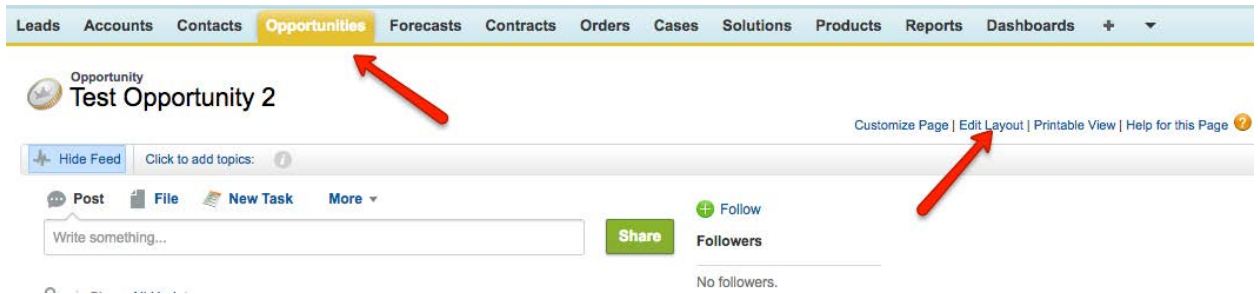 Leads Accounts Contacts Opportunities Forecasts Contracts Orders Cases Solutions Products Reports Dashboards +
Opportunity
Test Opportunity 2
Customize Page | Edit Layout | Printable View | Help for this Page ?
Hide Feed Click to add topics: i
Post File New Task More
Follow
Write something... Share
Followers
No followers.